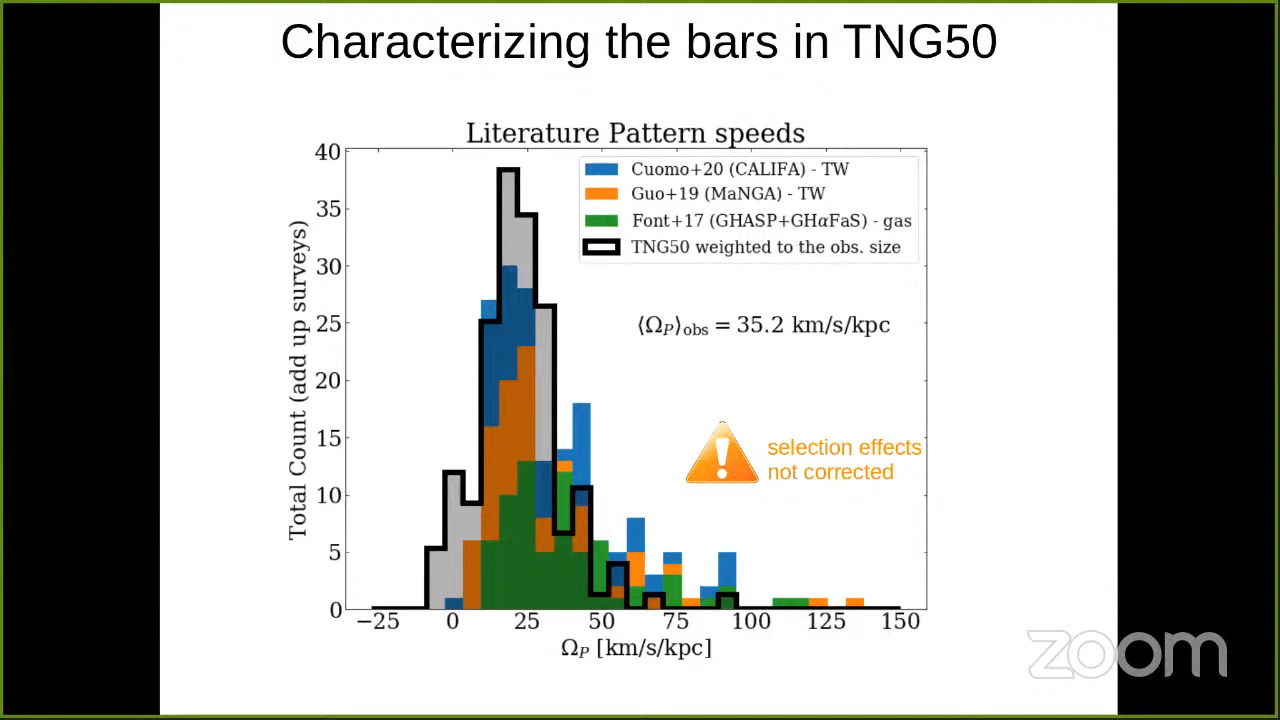 Characterizing the bars in TNG50
Literature Pattern speeds
Total Count (add up surveys)
40
35
30
25
20
15
10
5
0
Cuomo+20 (CALIFA) - TW
Guo+19 (MaNGA) - TW
Font+17 (GHASP+GHαFaS) - gas
TNG50 weighted to the obs. size
⟨Ω_P⟩_obs = 35.2 km/s/kpc
selection effects
not corrected
−25 0 25 50 75 100 125 150
Ω_P [km/s/kpc]
zoom